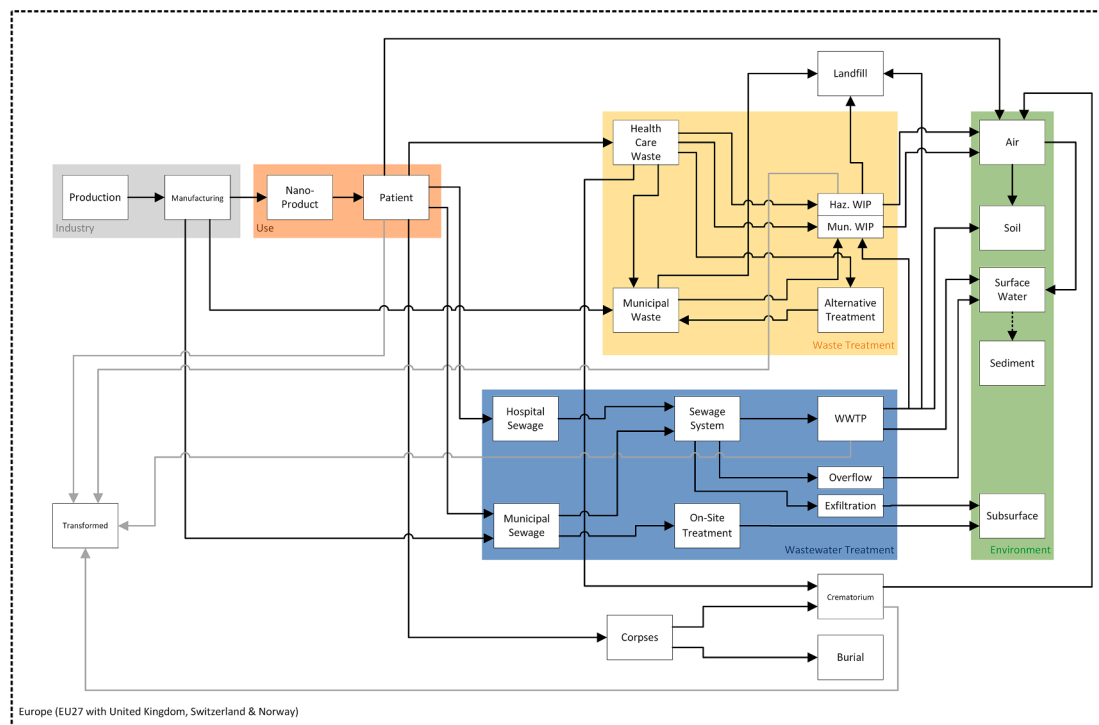 Landfill
Health
Care
Waste
Air
Production
Manufacturing
Nano-
Product
Patient
Haz. WIP
Mun. WIP
Soil
Industry
Use
Municipal
Waste
Alternative
Treatment
Surface
Water
Waste Treatment
Sediment
Hospital
Sewage
Sewage
System
WWTP
Overflow
Exfiltration
Transformed
Municipal
Sewage
On-Site
Treatment
Subsurface
Wastewater Treatment
Environment
Crematorium
Corpses
Burial
Europe (EU27 with United Kingdom, Switzerland & Norway)